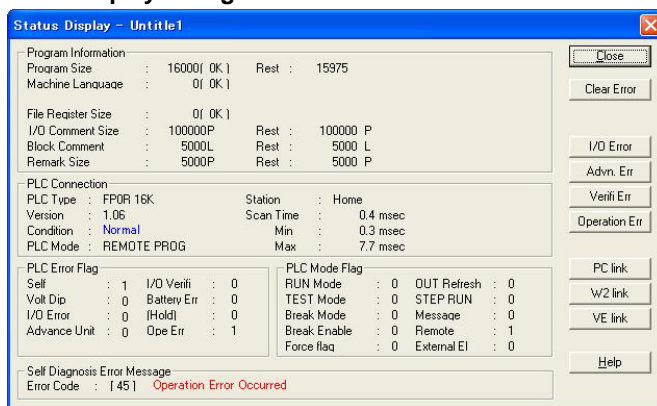 Status Display - Untitle1
Program Information
Program Size : 16000( 0K ) Rest : 15975
Machine Language : 0( 0K )
File Register Size : 0( 0K )
I/O Comment Size : 100000P Rest : 100000 P
Block Comment : 5000L Rest : 5000 L
Remark Size : 5000P Rest : 5000 P
PLC Connection
PLC Type : FP0R 16K Station : Home
Version : 1.06 Scan Time : 0.4 msec
Condition : Normal Min : 0.3 msec
PLC Mode : REMOTE PROG Max : 7.7 msec
PLC Error Flag
Self : 1 I/O Verifi : 0
Volt Dip : 0 Battery Err : 0
I/O Error : 0 (Hold) : 0
Advance Unit : 0 Ope Err : 1
PLC Mode Flag
RUN Mode : 0 OUT Refresh : 0
TEST Mode : 0 STEP RUN : 0
Break Mode : 0 Message : 0
Break Enable : 0 Remote : 1
Force flag : 0 External EI : 0
Self Diagnosis Error Message
Error Code : [ 45 ] Operation Error Occurred
Close
Clear Error
I/O Error
Advn. Err
Verifi Err
Operation Err
PC link
W2 link
VE link
Help